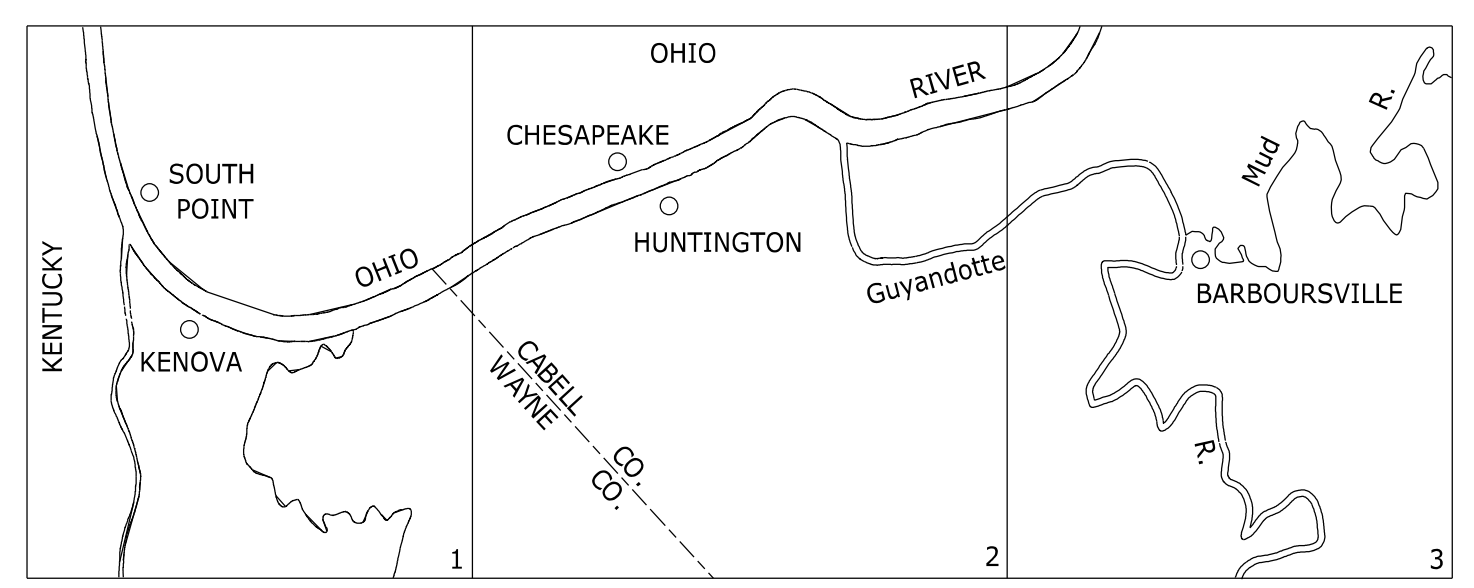 KENTUCKY
SOUTH
POINT
KENOVA
OHIO
1
OHIO
RIVER
CHESAPEAKE
HUNTINGTON
Guyandotte
CABELL CO.
WAYNE CO.
2
Mud R.
BARBOURSVILLE
R.
3